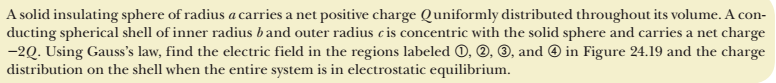 A solid insulating sphere of radius a carries a net positive charge Q uniformly distributed throughout its volume. A con-
ducting spherical shell of inner radius b and outer radius c is concentric with the solid sphere and carries a net charge
−2Q. Using Gauss's law, find the electric field in the regions labeled ①, ②, ③, and ④ in Figure 24.19 and the charge
distribution on the shell when the entire system is in electrostatic equilibrium.